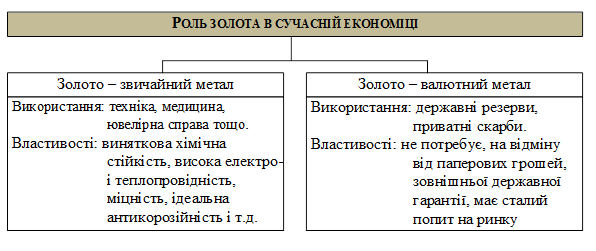 РОЛЬ ЗОЛОТА В СУЧАСНІЙ ЕКОНОМІЦІ
Золото – звичайний метал
Використання: техніка, медицина,
ювелірна справа тощо.
Властивості: виняткова хімічна
стійкість, висока електро-
і теплопровідність,
міцність, ідеальна
антикорозійність і т.д.
Золото – валютний метал
Використання: державні резерви,
приватні скарби.
Властивості: не потребує, на відміну
від паперових грошей,
зовнішньої державної
гарантії, має сталий
попит на ринку